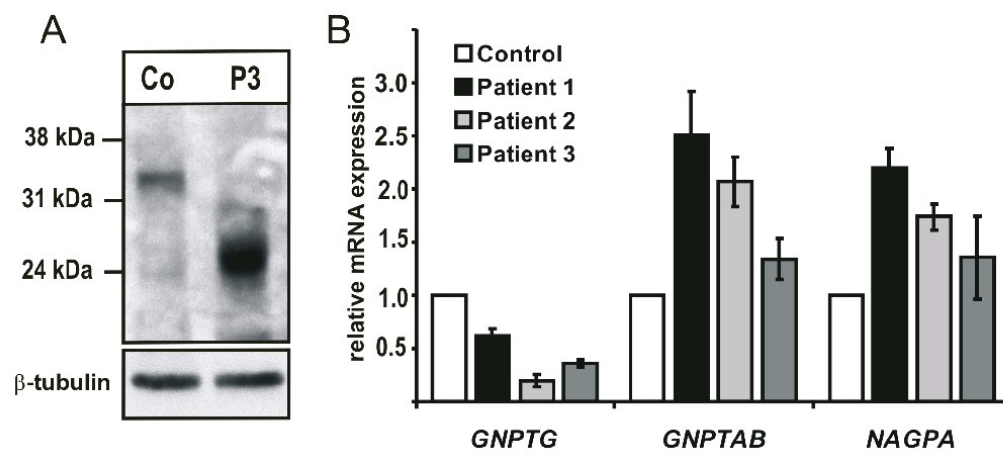 A
Co P3
38 kDa
31 kDa
24 kDa
β-tubulin
B
relative mRNA expression
3.0
2.5
2.0
1.5
1.0
0.5
Control
Patient 1
Patient 2
Patient 3
GNPTG GNPTAB NAGPA